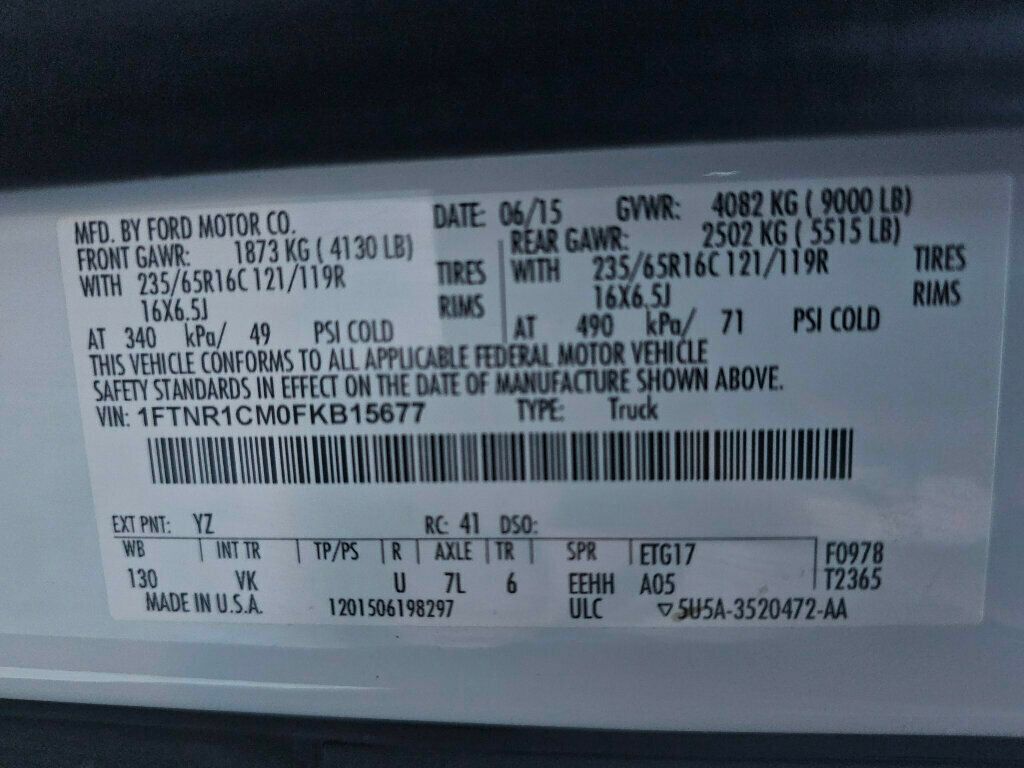 MFD. BY FORD MOTOR CO. DATE: 06/15 GVWR: 4082 KG ( 9000 LB)
FRONT GAWR: 1873 KG ( 4130 LB) REAR GAWR: 2502 KG ( 5515 LB)
WITH 235/65R16C 121/119R TIRES WITH 235/65R16C 121/119R TIRES
16X6.5J RIMS 16X6.5J RIMS
AT 340 kPa/ 49 PSI COLD AT 490 kPa/ 71 PSI COLD
THIS VEHICLE CONFORMS TO ALL APPLICABLE FEDERAL MOTOR VEHICLE
SAFETY STANDARDS IN EFFECT ON THE DATE OF MANUFACTURE SHOWN ABOVE.
VIN: 1FTNR1CM0FKB15677 TYPE: Truck
EXT PNT: YZ RC: 41 DSO:
WB INT TR TP/PS R AXLE TR SPR ETG17 F0978
130 VK U 7L 6 EEHH A05 T2365
MADE IN U.S.A. 1201506198297 ULC ▽5U5A-3520472-AA